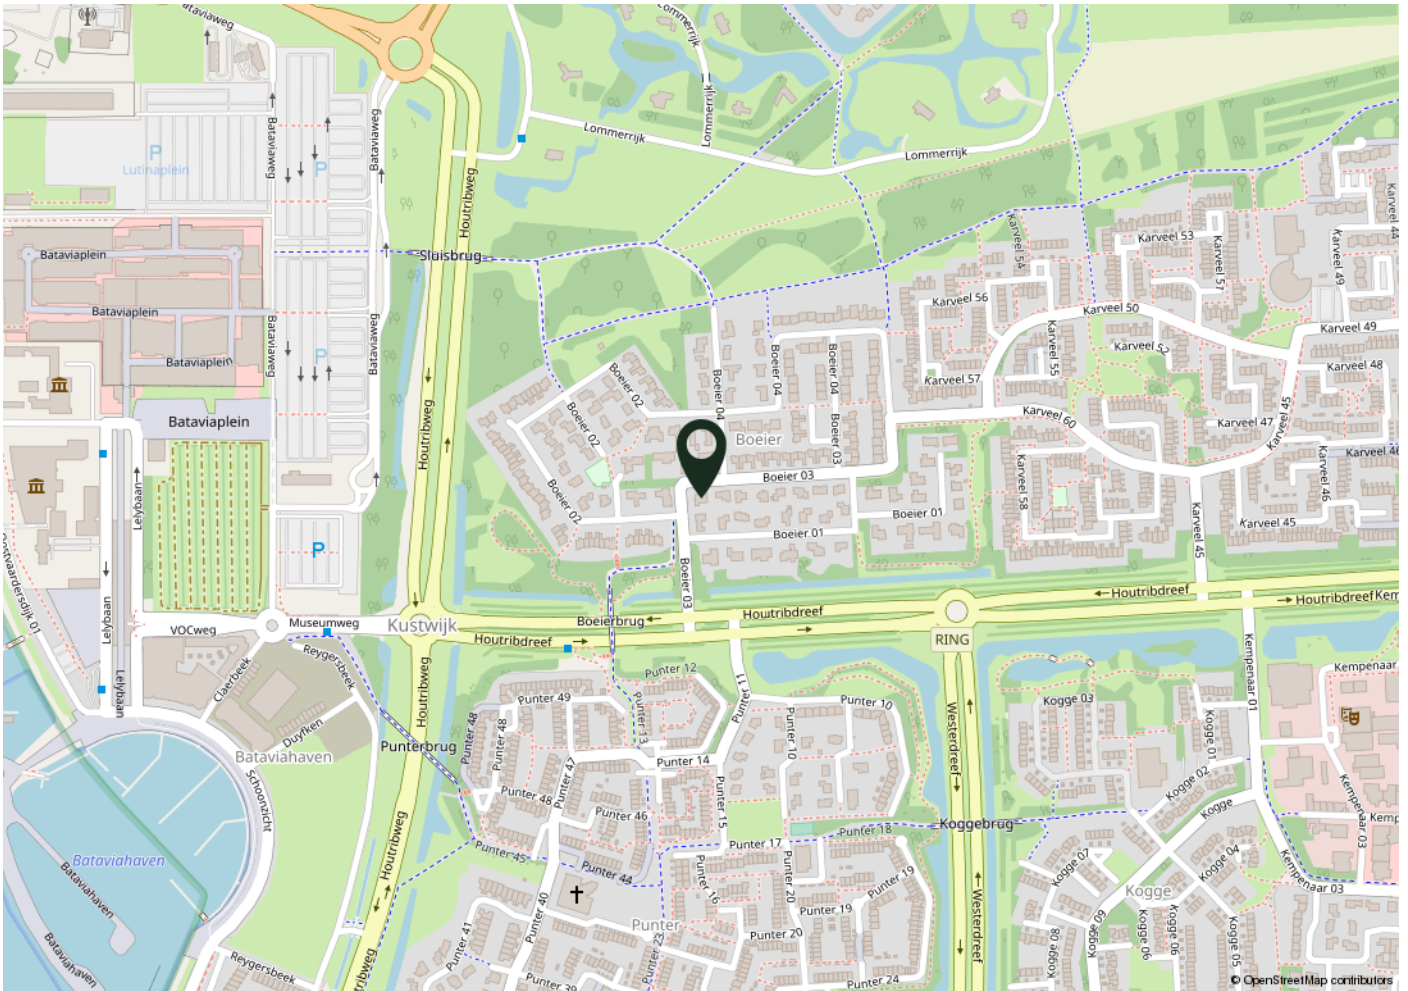 Bataviaweg
Lommerrijk
Lommerrijk
Lommerrijk
Lommerrijk
Bataviaweg
Bataviaweg
P
Lutinaplein
P
Houtribweg
Karveel 44
Karveel 53
Karveel 54
Karveel 57
Karveel 49
Bataviaplein
Sluisbrug
Karveel 56
Karveel 50
Bataviaplein
Bataviaweg
Bataviaweg
Karveel 49
P
Bataviaplein
Boeier 02
Boeier 04
Boeier 04
Boeier 04
Karveel 55
Karveel 52
Karveel 48
Karveel 57
Bataviaplein
Houtribweg
Boeier 02
Boeier
Boeier 03
Karveel 60
Karveel 47
Karveel 45
Karveel 46
Lelybaan
Boeier 02
Boeier 03
Boeier 01
Karveel 58
Karveel 46
Karveel 45
Karveel 45
P
Boeier 01
Oostvaardersdijk 01
Lelybaan
Boeier 03
Houtribdreef
Houtribdreef
Houtribdreef
VOCweg
Museumweg
Kustwijk
Boeierbrug
Houtribdreef
RING
Lelybaan
Claerbeek
Reygersbeek
Houtribweg
Punter 12
Punter 11
Kempenaar 01
Kempenaar
Punter 49
Punter 13
Punter 10
Punter 10
Kogge 03
Westerdreef
Kogge 01
Duyfken
Punter 48
Punter 48
Punterbrug
Bataviahaven
Schoonzicht
Punter 47
Punter 14
Punter 15
Kogge 02
Kogge
Kempenaar 03
Punter 48
Punter 46
Koggebrug
Punter 18
Punter 17
Houtribweg
Punter 45
Punter 44
Bataviahaven
Bataviahaven
Kogge 07
Kogge 04
Kempenaar 03
Punter 16
Punter 20
Punter 19
Punter 19
Kogge
Punter 40
Punter
Punter 20
Westerdreef
Kogge 09
Kogge 08
Kogge 06
Kogge 06
Kogge 05
Punter 41
Bataviahaven
Reygersbeek
Punter 39
Punter 23
Punter 24
© OpenStreetMap contributors